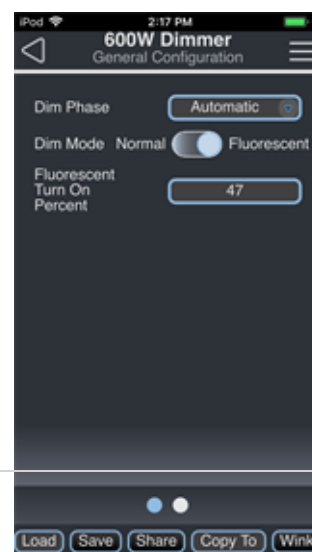 iPod 2:17 PM
600W Dimmer
General Configuration
Dim Phase Automatic
Dim Mode Normal Fluorescent
Fluorescent
Turn On
Percent
47
Load Save Share Copy To Wink